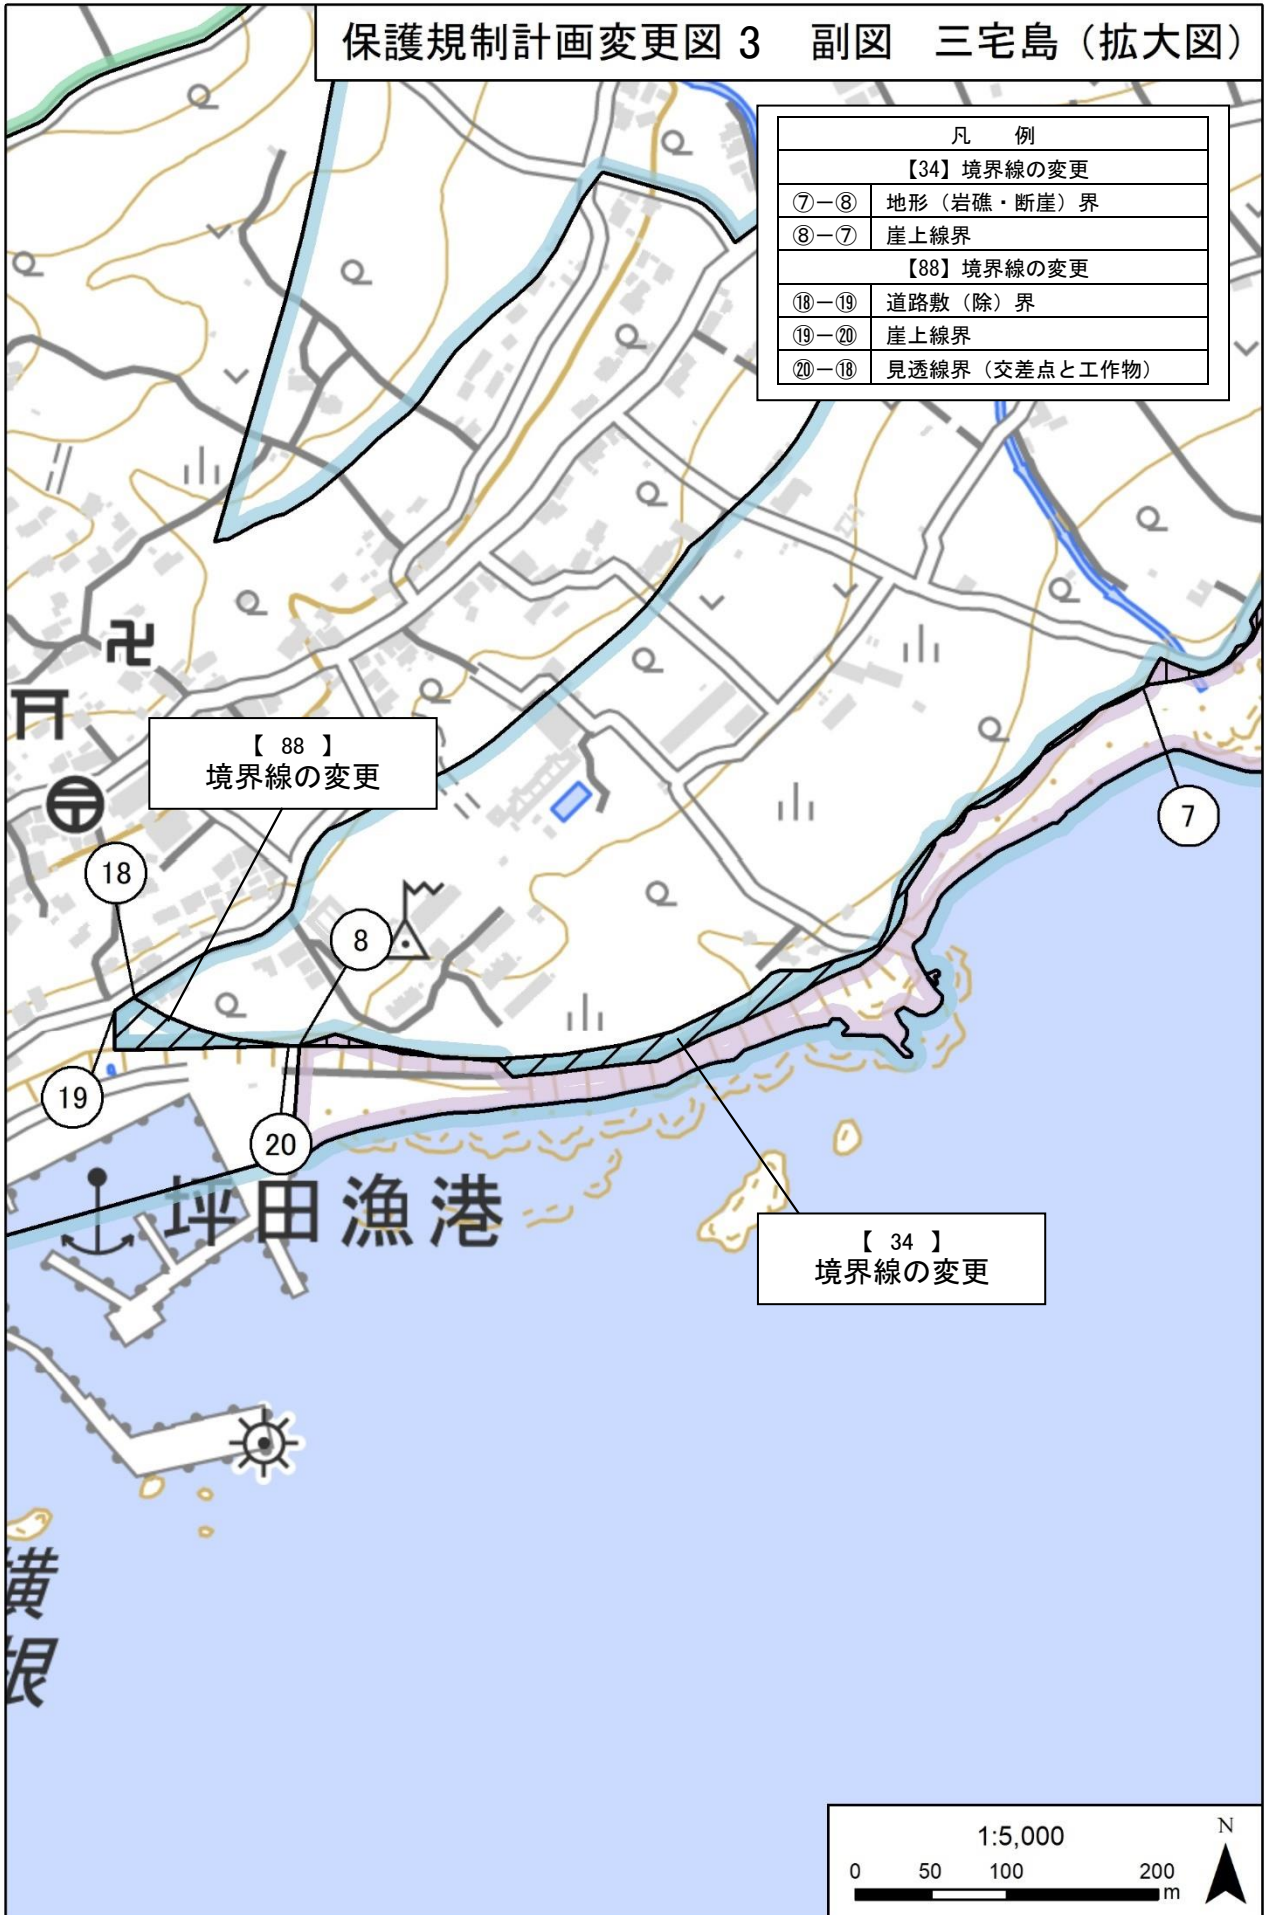 保護規制計画変更図3 副図 三宅島（拡大図）
凡 例
【34】境界線の変更
⑦－⑧ 地形（岩礁・断崖）界
⑧－⑦ 崖上線界
【88】境界線の変更
⑱－⑲ 道路敷（除）界
⑲－⑳ 崖上線界
⑳－⑱ 見透線界（交差点と工作物）
【 88 】
境界線の変更
7
18
8
19
20
坪田漁港
【 34 】
境界線の変更
横
根
1:5,000
N
0 50 100 200
m